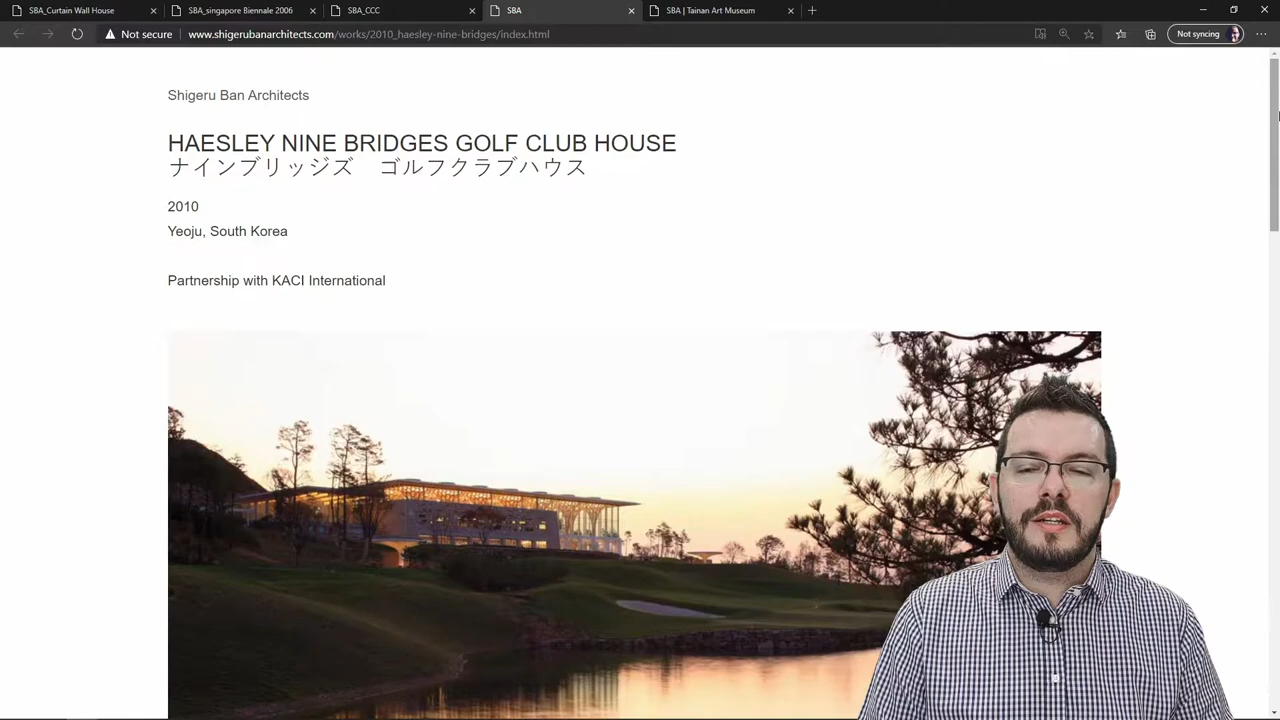 SBA_Curtain Wall House
SBA_singapore Biennale 2006
SBA_CCC
SBA
SBA | Tainan Art Museum
Not secure
www.shigerubanarchitects.com/works/2010_haesley-nine-bridges/index.html
Not syncing
Shigeru Ban Architects
HAESLEY NINE BRIDGES GOLF CLUB HOUSE
ナインブリッジズ　ゴルフクラブハウス
2010
Yeoju, South Korea
Partnership with KACI International